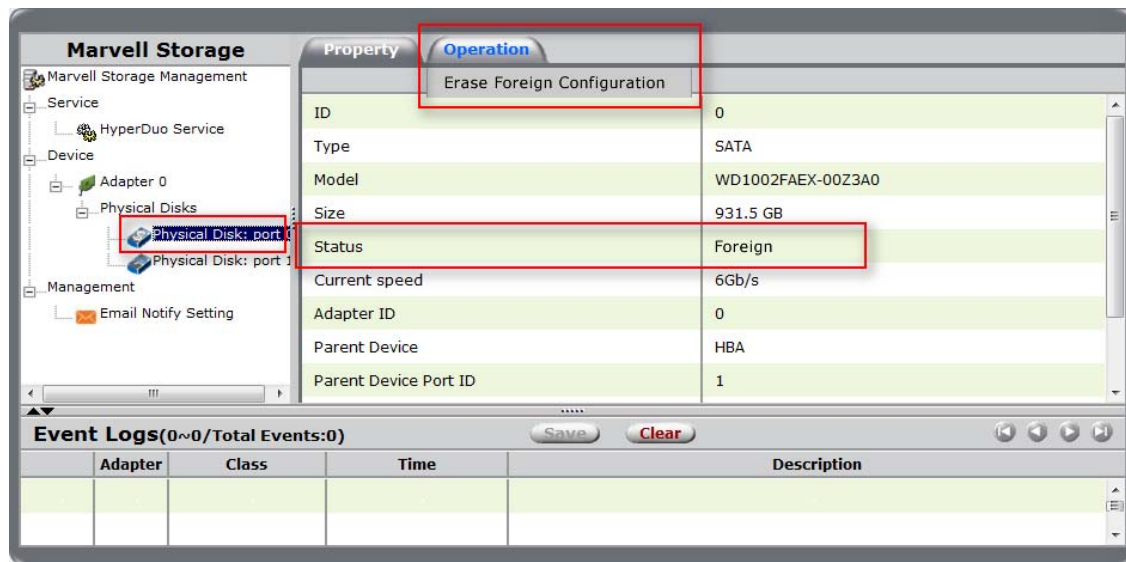 Marvell Storage
Property Operation
Marvell Storage Management
Erase Foreign Configuration
Service
HyperDuo Service
Device
Adapter 0
Physical Disks
Physical Disk: port
Physical Disk: port 1
Management
Email Notify Setting
ID 0
Type SATA
Model WD1002FAEX-00Z3A0
Size 931.5 GB
Status Foreign
Current speed 6Gb/s
Adapter ID 0
Parent Device HBA
Parent Device Port ID 1
Event Logs(0~0/Total Events:0) Save Clear
Adapter Class Time Description